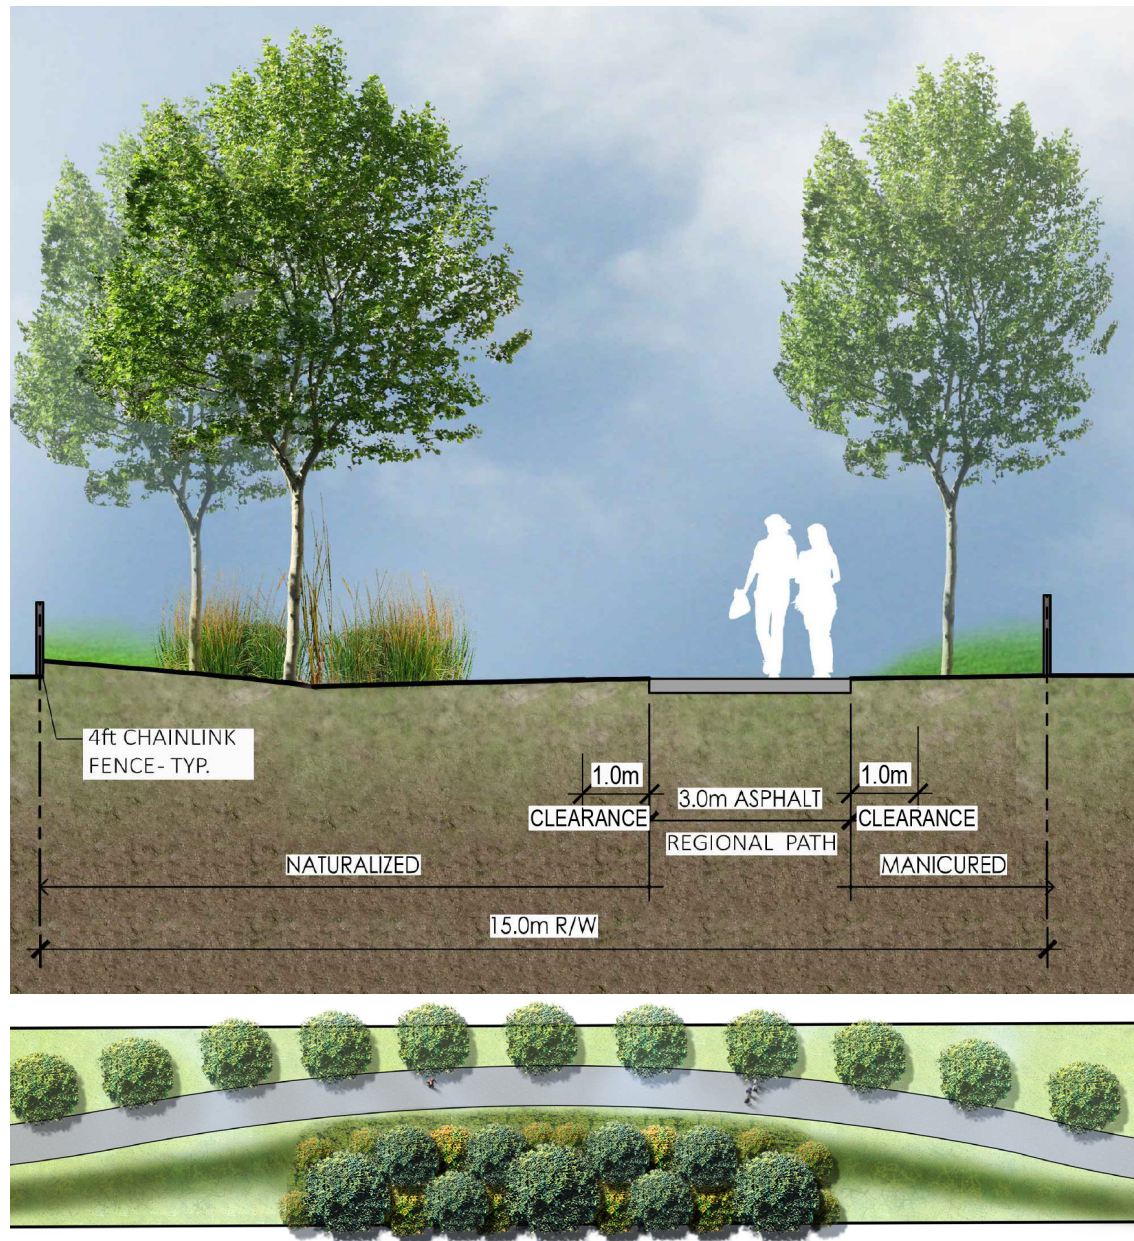 4ft CHAINLINK
FENCE- TYP.
1.0m
CLEARANCE
3.0m ASPHALT
REGIONAL PATH
1.0m
CLEARANCE
NATURALIZED
MANICURED
15.0m R/W